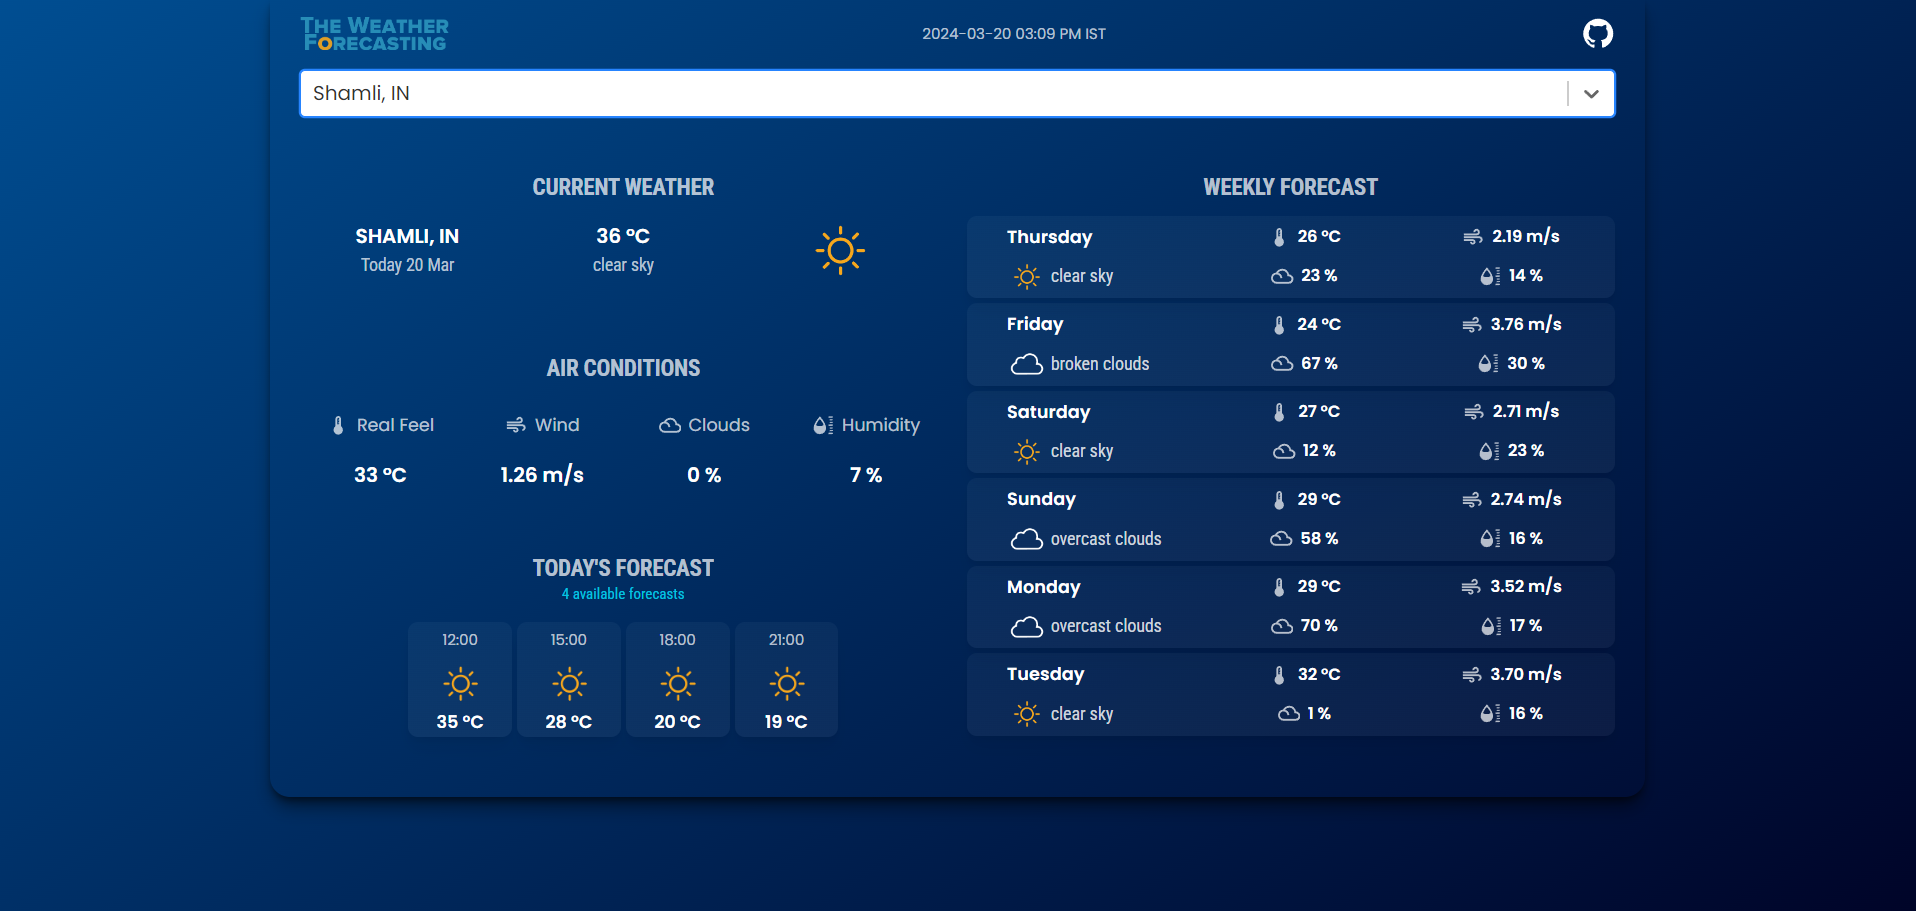 THE WEATHER
FORECASTING
2024-03-20 03:09 PM IST
Shamli, IN
CURRENT WEATHER
SHAMLI, IN
Today 20 Mar
36 °C
clear sky
AIR CONDITIONS
Real Feel
33 °C
Wind
1.26 m/s
Clouds
0 %
Humidity
7 %
TODAY'S FORECAST
4 available forecasts
12:00
35 °C
15:00
28 °C
18:00
20 °C
21:00
19 °C
WEEKLY FORECAST
Thursday 26 °C 2.19 m/s
clear sky 23 % 14 %
Friday 24 °C 3.76 m/s
broken clouds 67 % 30 %
Saturday 27 °C 2.71 m/s
clear sky 12 % 23 %
Sunday 29 °C 2.74 m/s
overcast clouds 58 % 16 %
Monday 29 °C 3.52 m/s
overcast clouds 70 % 17 %
Tuesday 32 °C 3.70 m/s
clear sky 1 % 16 %